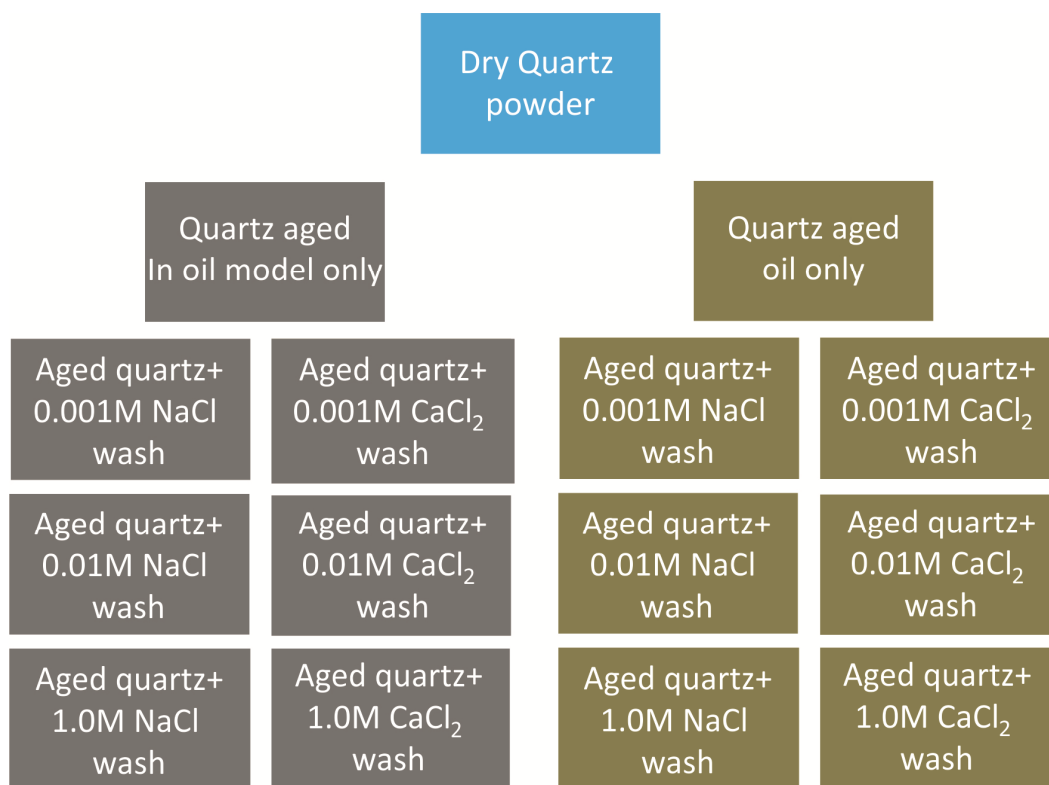 Dry Quartz
powder
Quartz aged
In oil model only
Quartz aged
oil only
Aged quartz+
0.001M NaCl
wash
Aged quartz+
0.001M CaCl₂
wash
Aged quartz+
0.001M NaCl
wash
Aged quartz+
0.001M CaCl₂
wash
Aged quartz+
0.01M NaCl
wash
Aged quartz+
0.01M CaCl₂
wash
Aged quartz+
0.01M NaCl
wash
Aged quartz+
0.01M CaCl₂
wash
Aged quartz+
1.0M NaCl
wash
Aged quartz+
1.0M CaCl₂
wash
Aged quartz+
1.0M NaCl
wash
Aged quartz+
1.0M CaCl₂
wash